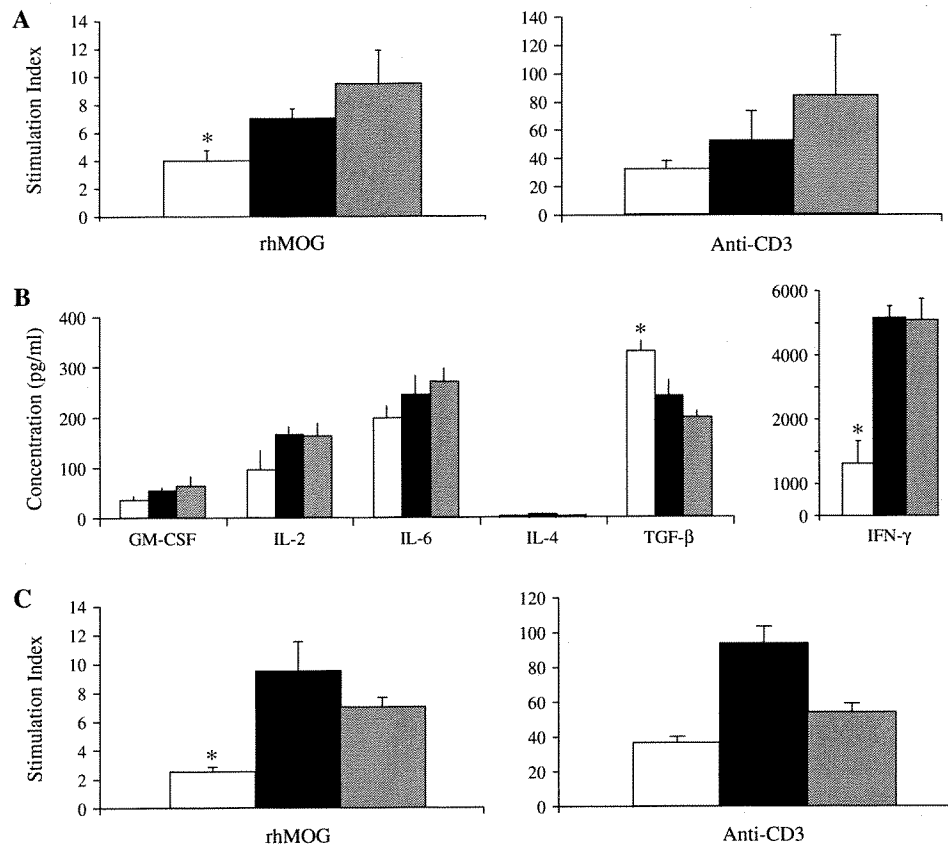 A
Stimulation Index
14
12
10
8
6
4
2
0
*
rhMOG
140
120
100
80
60
40
20
0
Anti-CD3
B
Concentration (pg/ml)
400
300
200
100
0
*
GM-CSF
IL-2
IL-6
IL-4
TGF-β
6000
4000
2000
1000
0
*
IFN-γ
C
Stimulation Index
14
12
10
8
6
4
2
0
*
rhMOG
120
100
80
60
40
20
0
Anti-CD3